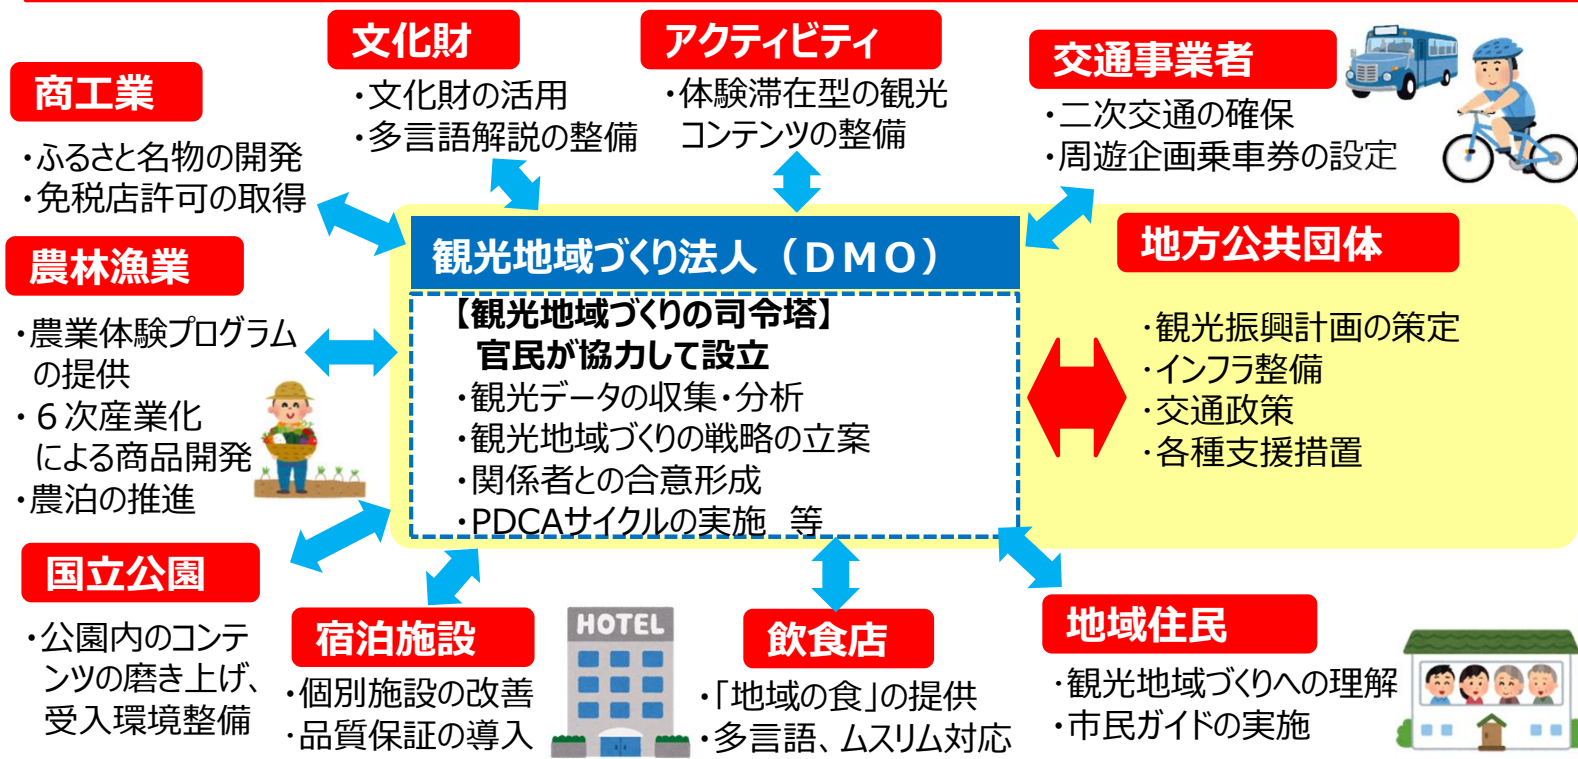 文化財
・文化財の活用
・多言語解説の整備
アクティビティ
・体験滞在型の観光
コンテンツの整備
交通事業者
・二次交通の確保
・周遊企画乗車券の設定
商工業
・ふるさと名物の開発
・免税店許可の取得
農林漁業
・農業体験プログラム
の提供
・６次産業化
による商品開発
・農泊の推進
観光地域づくり法人（ＤＭＯ）
【観光地域づくりの司令塔】
官民が協力して設立
・観光データの収集・分析
・観光地域づくりの戦略の立案
・関係者との合意形成
・PDCAサイクルの実施　等
地方公共団体
・観光振興計画の策定
・インフラ整備
・交通政策
・各種支援措置
国立公園
・公園内のコンテ
ンツの磨き上げ、
受入環境整備
宿泊施設
・個別施設の改善
・品質保証の導入
HOTEL
飲食店
・「地域の食」の提供
・多言語、ムスリム対応
地域住民
・観光地域づくりへの理解
・市民ガイドの実施